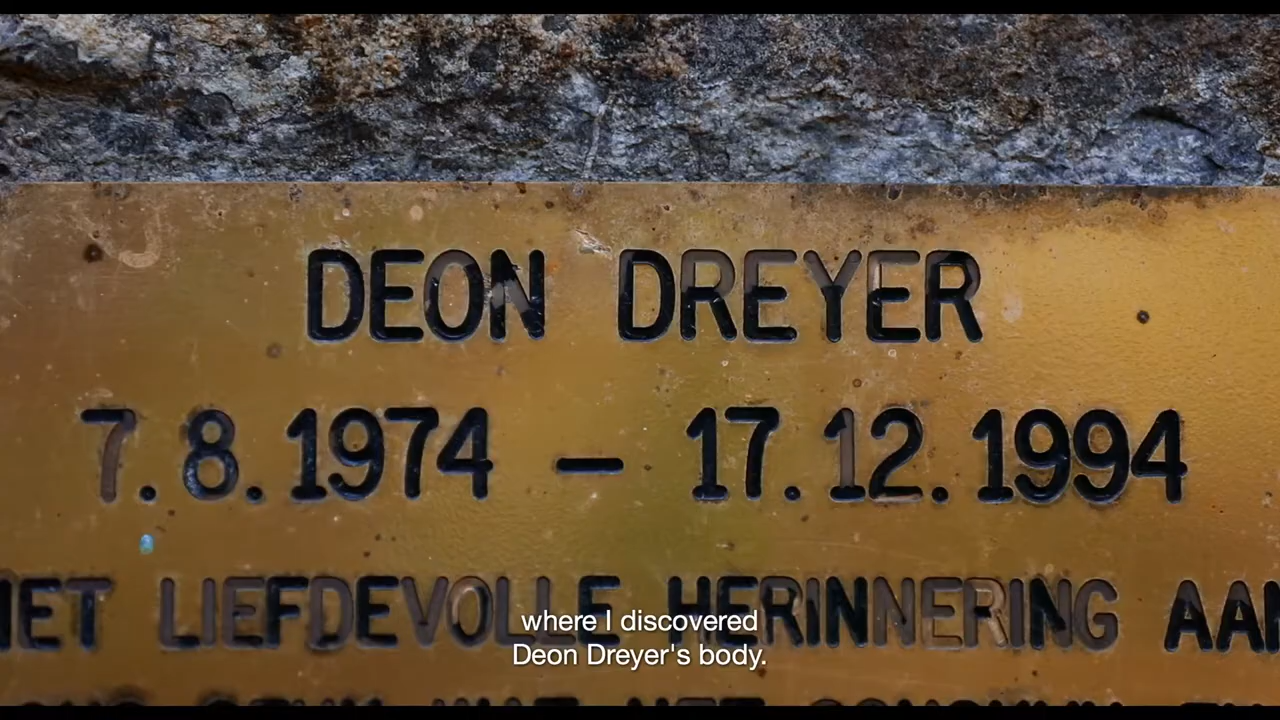 DEON DREYER
7.8.1974 – 17.12.1994
LIEFDEVOLLE HERINNERING
where I discovered
Deon Dreyer's body.